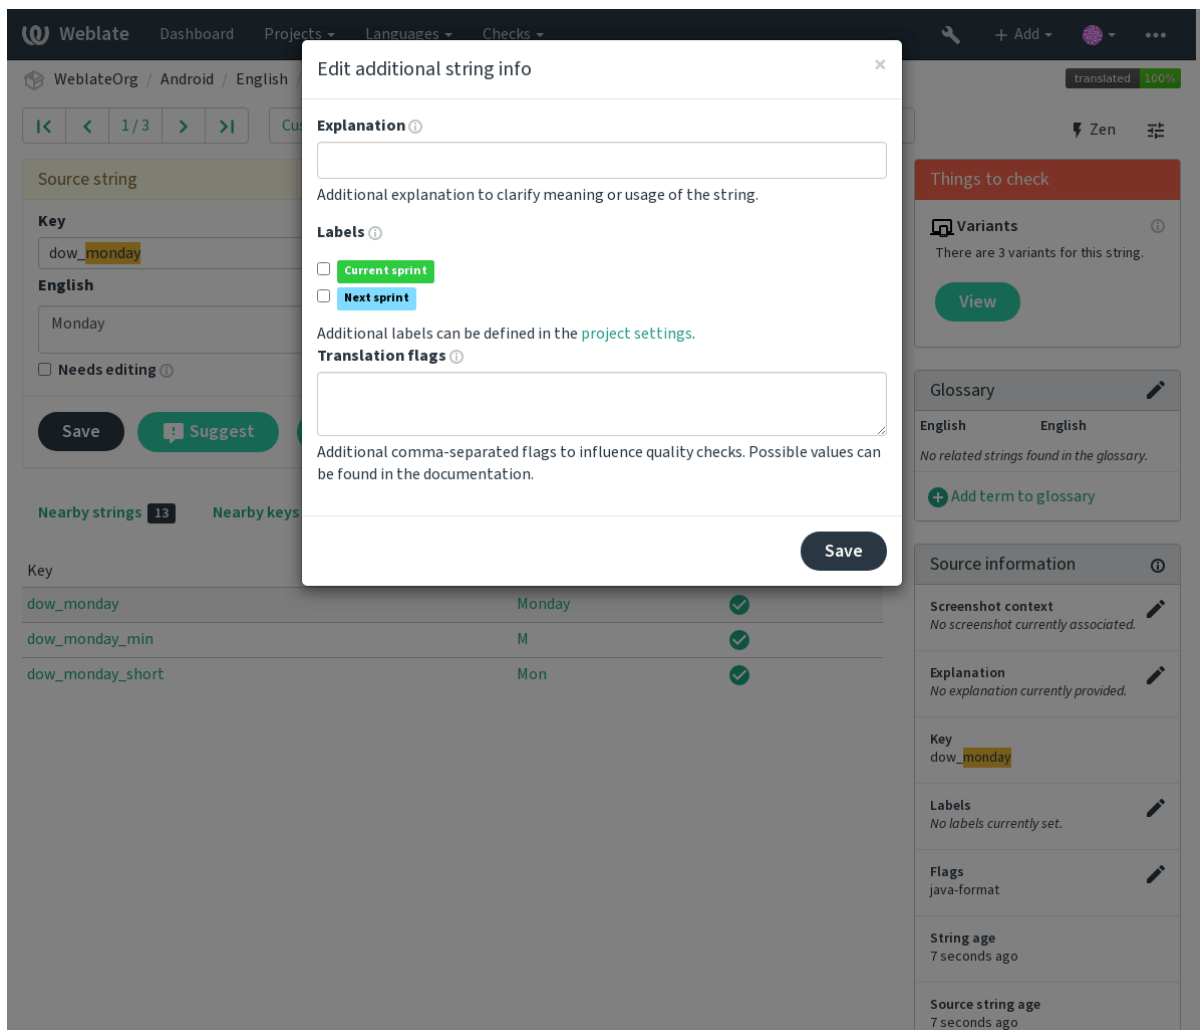 Weblate Dashboard Projects Languages Checks + Add •••
WeblateOrg / Android / English /
translated 100%
1 / 3
Zen
Edit additional string info
×
Explanation
Additional explanation to clarify meaning or usage of the string.
Labels
Current sprint
Next sprint
Additional labels can be defined in the project settings.
Translation flags
Additional comma-separated flags to influence quality checks. Possible values can
be found in the documentation.
Save
Source string
Key
dow_monday
English
Monday
Needs editing
Save
Suggest
Nearby strings 13
Nearby keys
Key
dow_monday Monday
dow_monday_min M
dow_monday_short Mon
Things to check
Variants
There are 3 variants for this string.
View
Glossary
English English
No related strings found in the glossary.
Add term to glossary
Source information
Screenshot context
No screenshot currently associated.
Explanation
No explanation currently provided.
Key
dow_monday
Labels
No labels currently set.
Flags
java-format
String age
7 seconds ago
Source string age
7 seconds ago